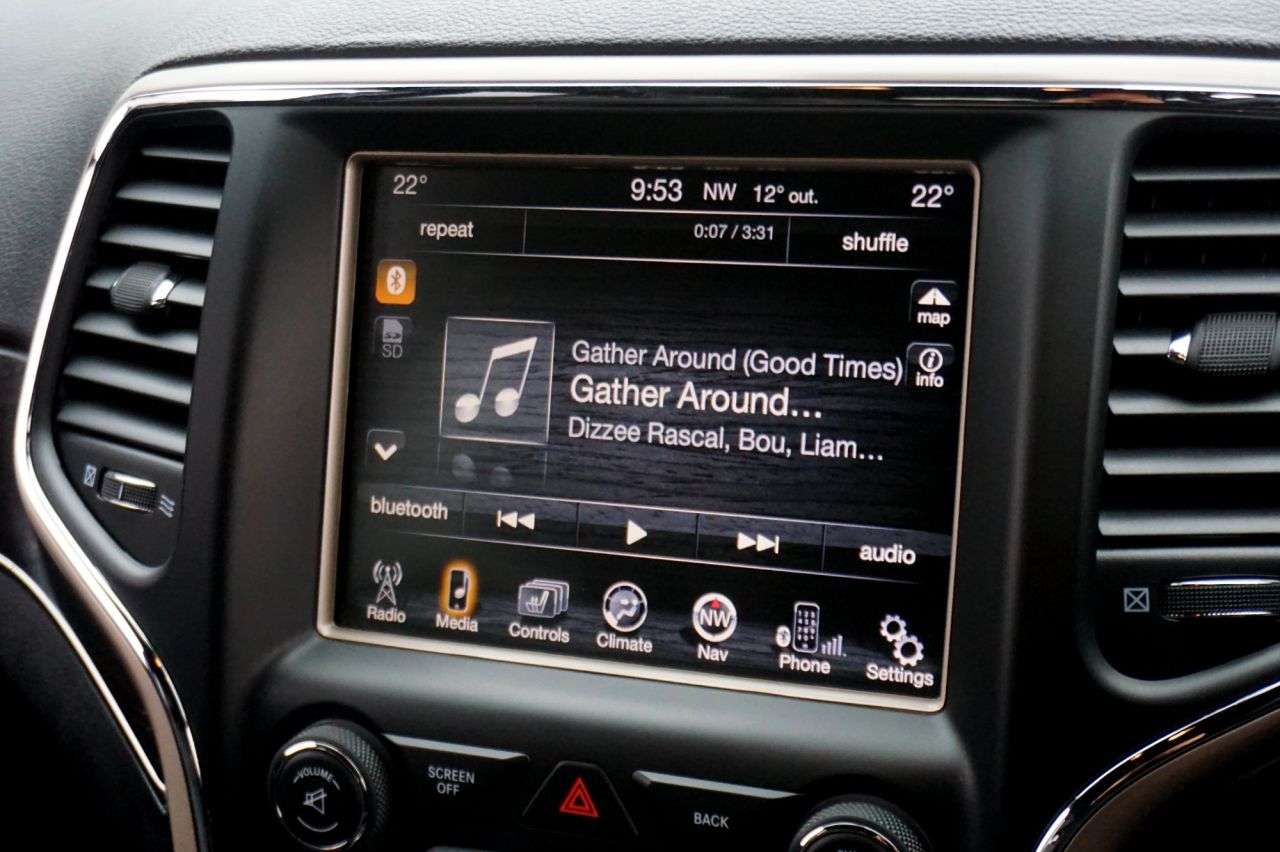 22° 9:53 NW 12° out. 22°
repeat 0:07 / 3:31 shuffle
SD
map
info
Gather Around (Good Times)
Gather Around...
Dizzee Rascal, Bou, Liam...
bluetooth audio
Radio Media Controls Climate NW Nav Phone Settings
VOLUME
SCREEN
OFF
BACK